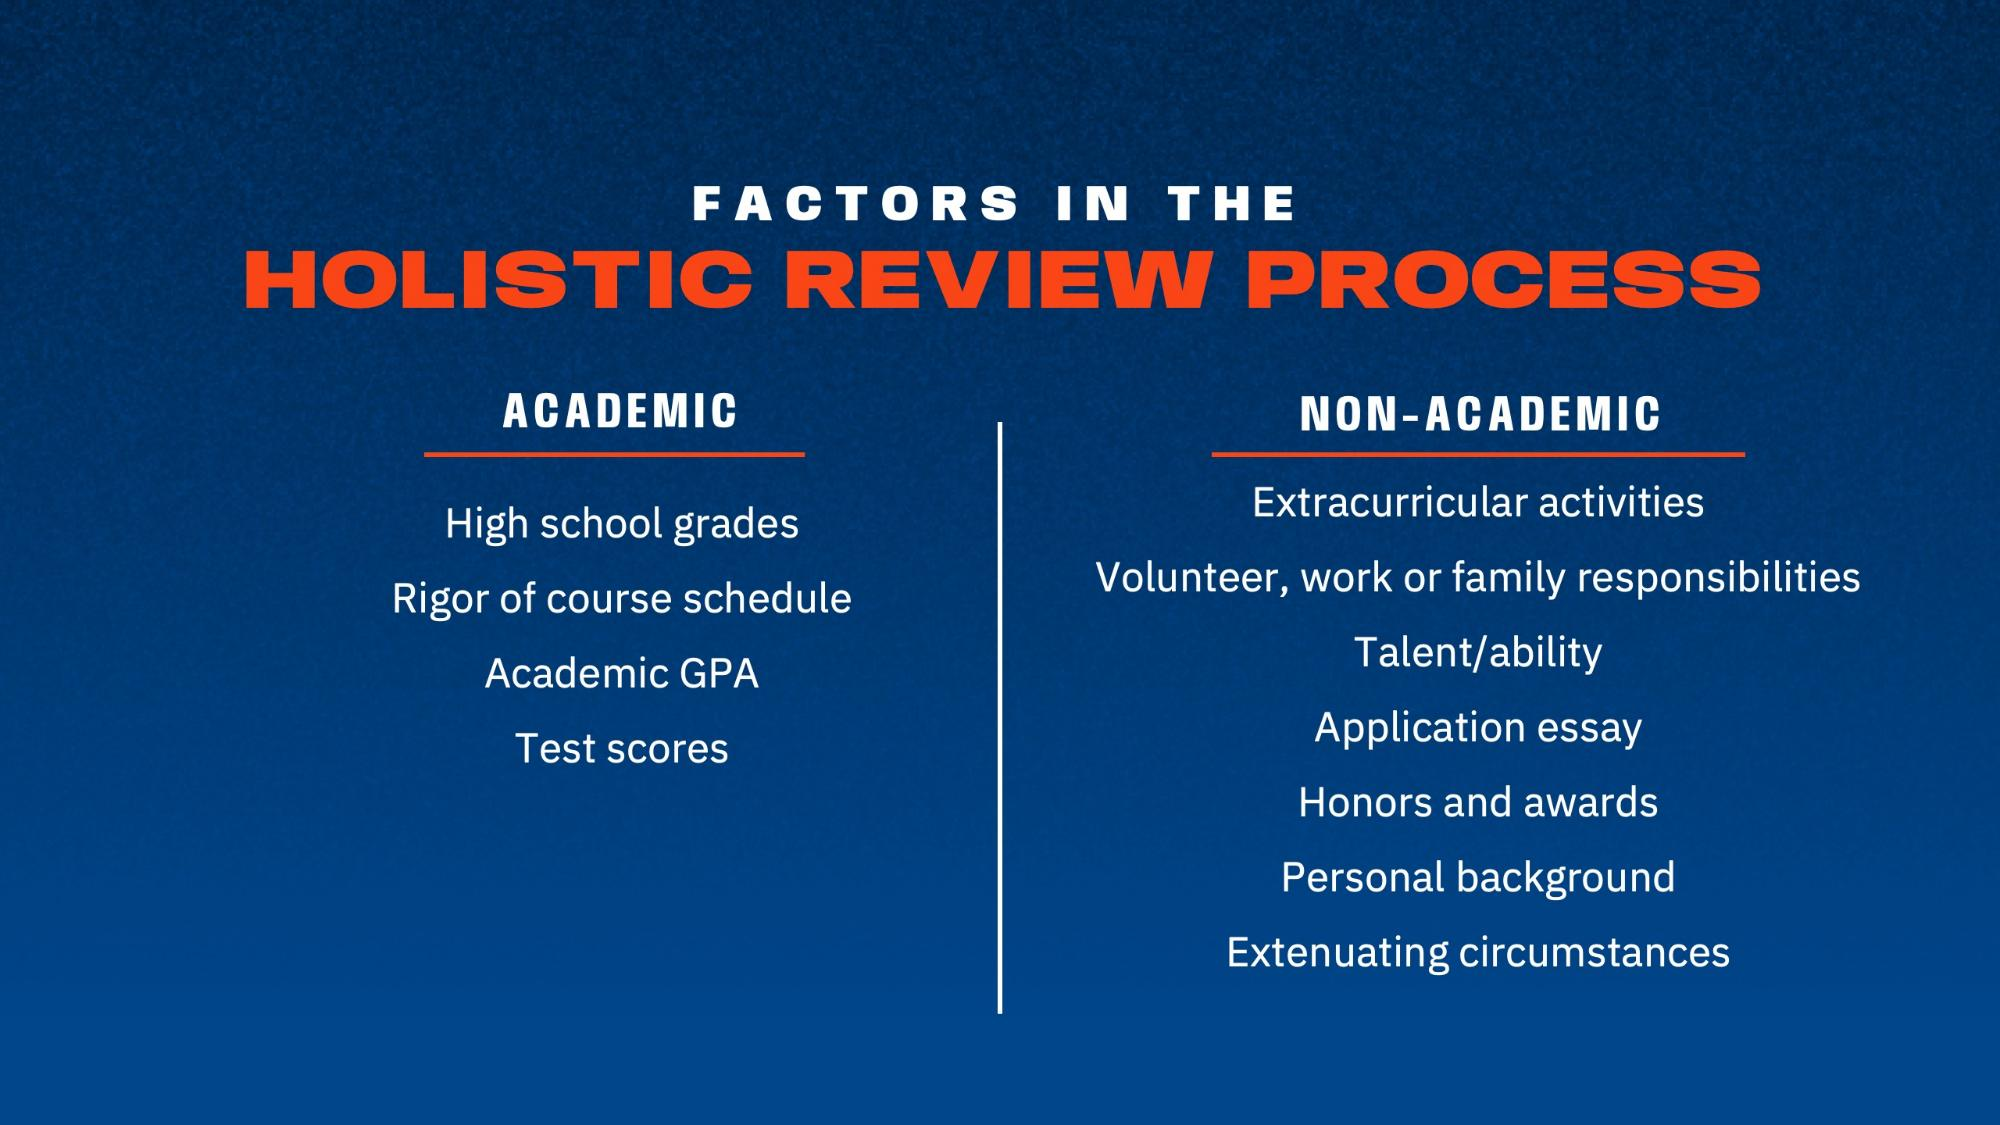 FACTORS IN THE
HOLISTIC REVIEW PROCESS
ACADEMIC
High school grades
Rigor of course schedule
Academic GPA
Test scores
NON-ACADEMIC
Extracurricular activities
Volunteer, work or family responsibilities
Talent/ability
Application essay
Honors and awards
Personal background
Extenuating circumstances